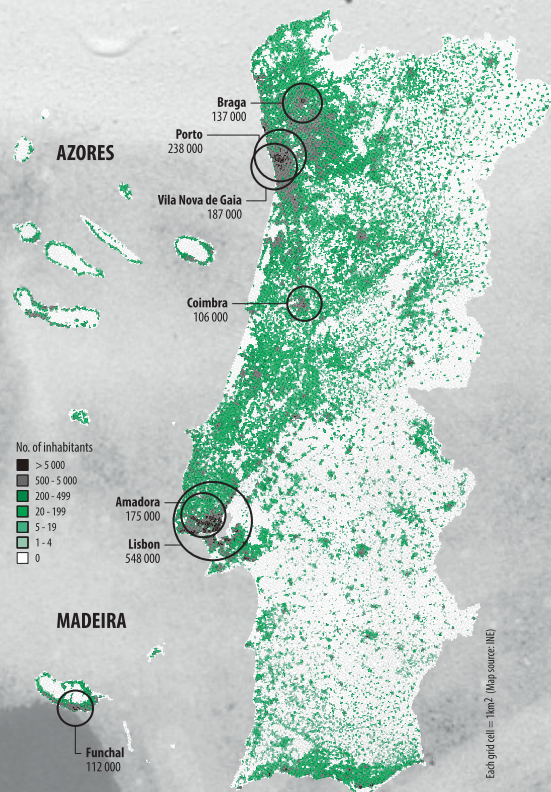 Braga
137 000
Porto
238 000
AZORES
Vila Nova de Gaia
187 000
Coimbra
106 000
No. of inhabitants
> 5 000
500 - 5 000
200 - 499
20 - 199
5 - 19
1 - 4
0
Amadora
175 000
Lisbon
548 000
MADEIRA
Funchal
112 000
Each grid cell = 1km² (Map source: INE)